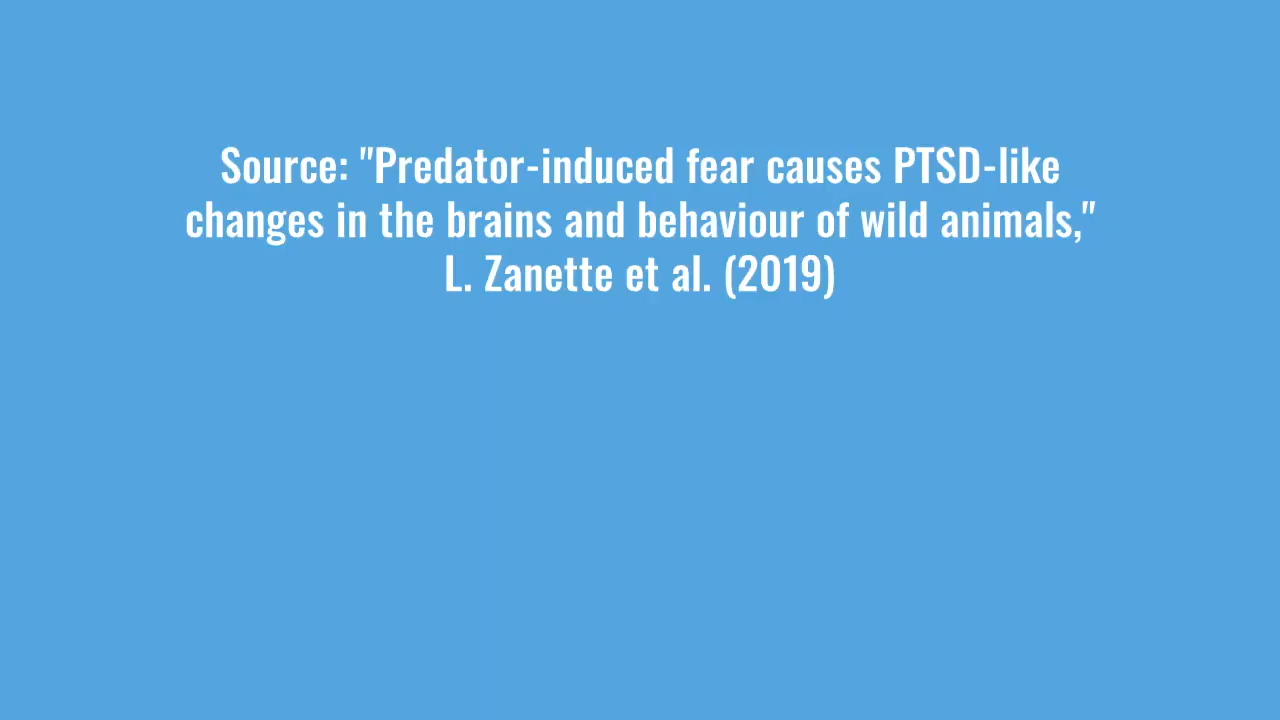 Source: "Predator-induced fear causes PTSD-like
changes in the brains and behaviour of wild animals,"
L. Zanette et al. (2019)